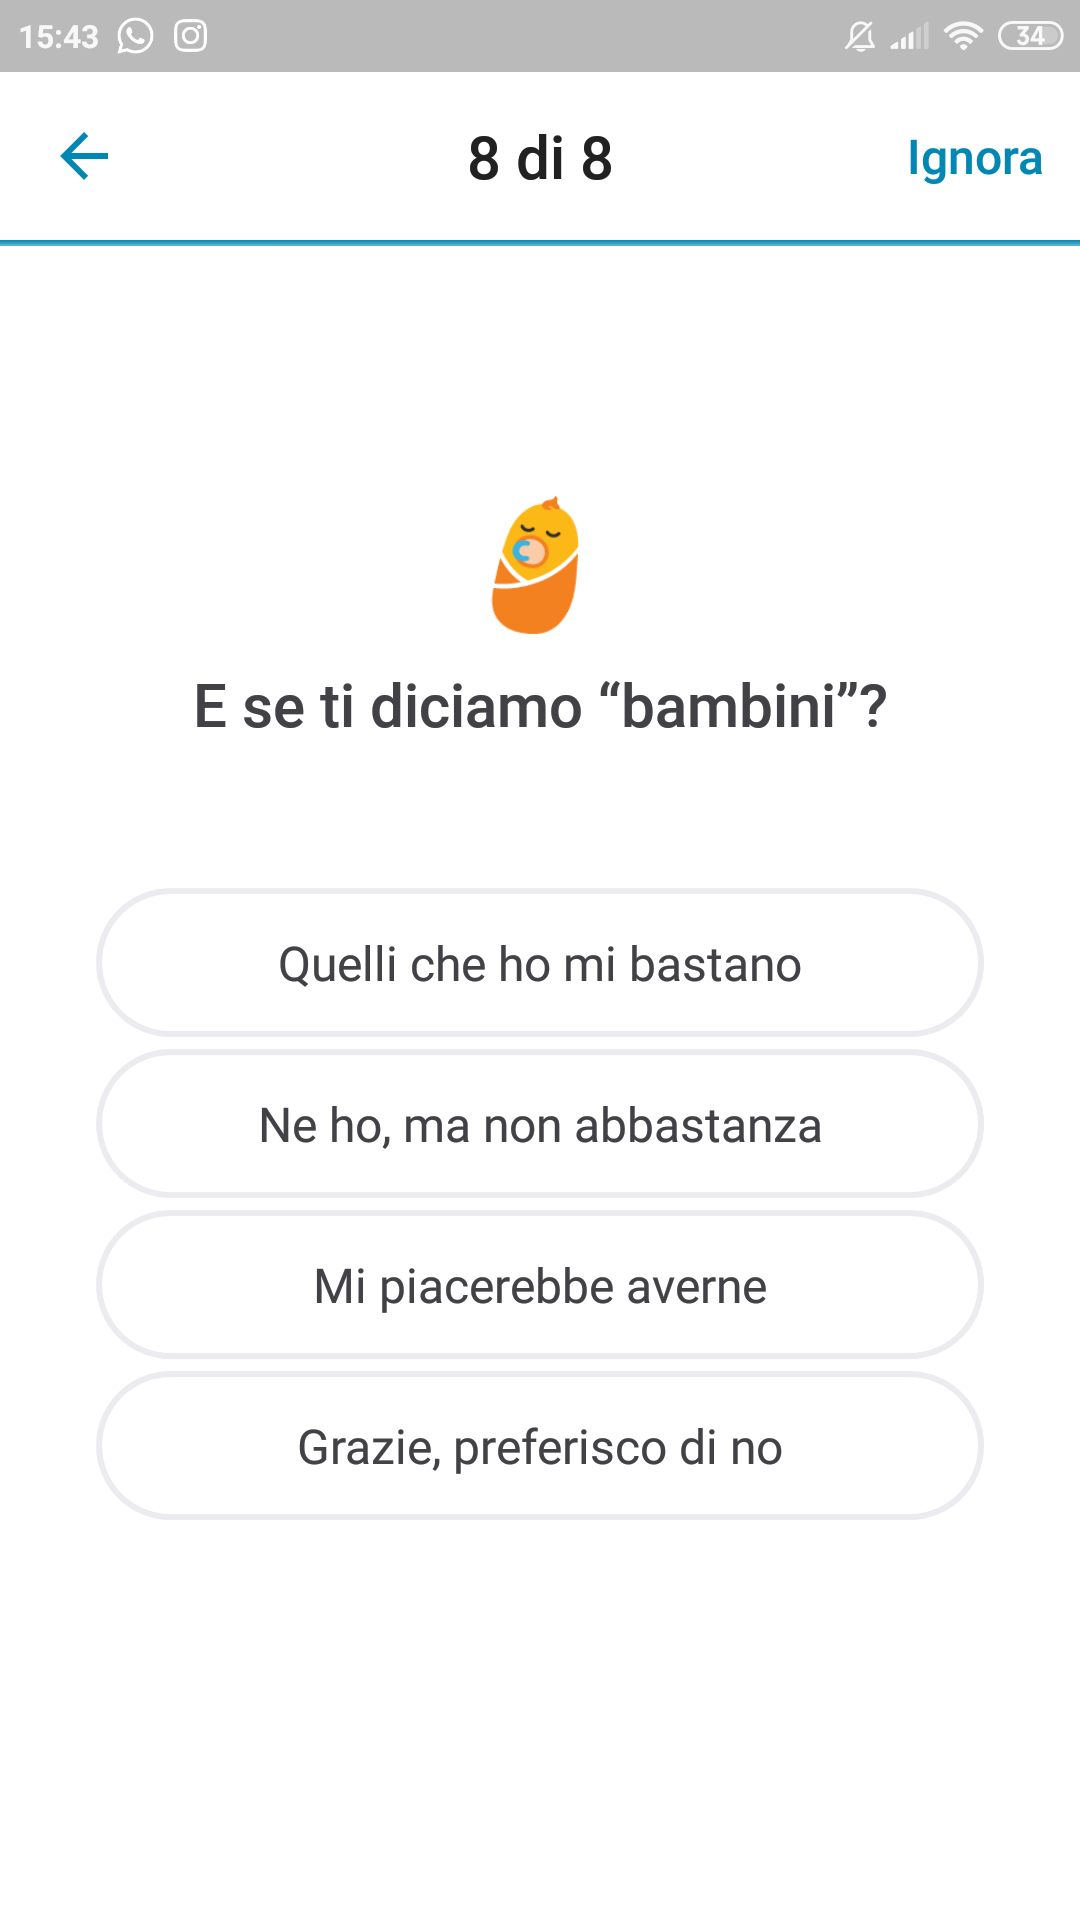 15:43 34
8 di 8 Ignora
E se ti diciamo “bambini”?
Quelli che ho mi bastano
Ne ho, ma non abbastanza
Mi piacerebbe averne
Grazie, preferisco di no